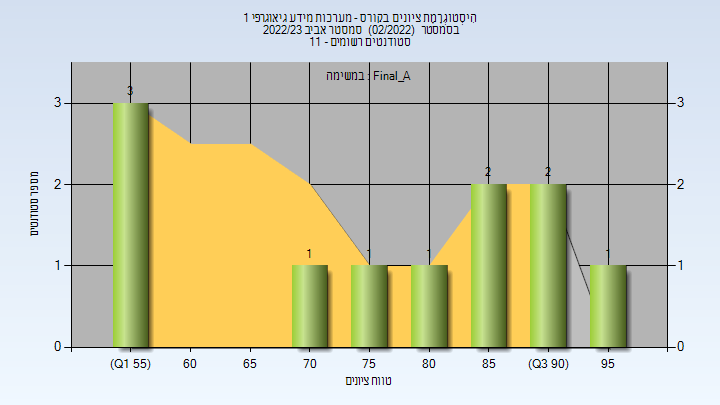 היסטוגרמת ציונים בקורס - מערכות מידע גיאוגרפי 1
בסמסטר (02/2022) סמסטר אביב 2022/23
סטודנטים רשומים - 11
במשימה : Final_A
מספר סטודנטים
3
2
1
0
3
2
1
0
3
1
1
1
2
2
1
(Q1 55)
60
65
70
75
80
85
(Q3 90)
95
טווח ציונים